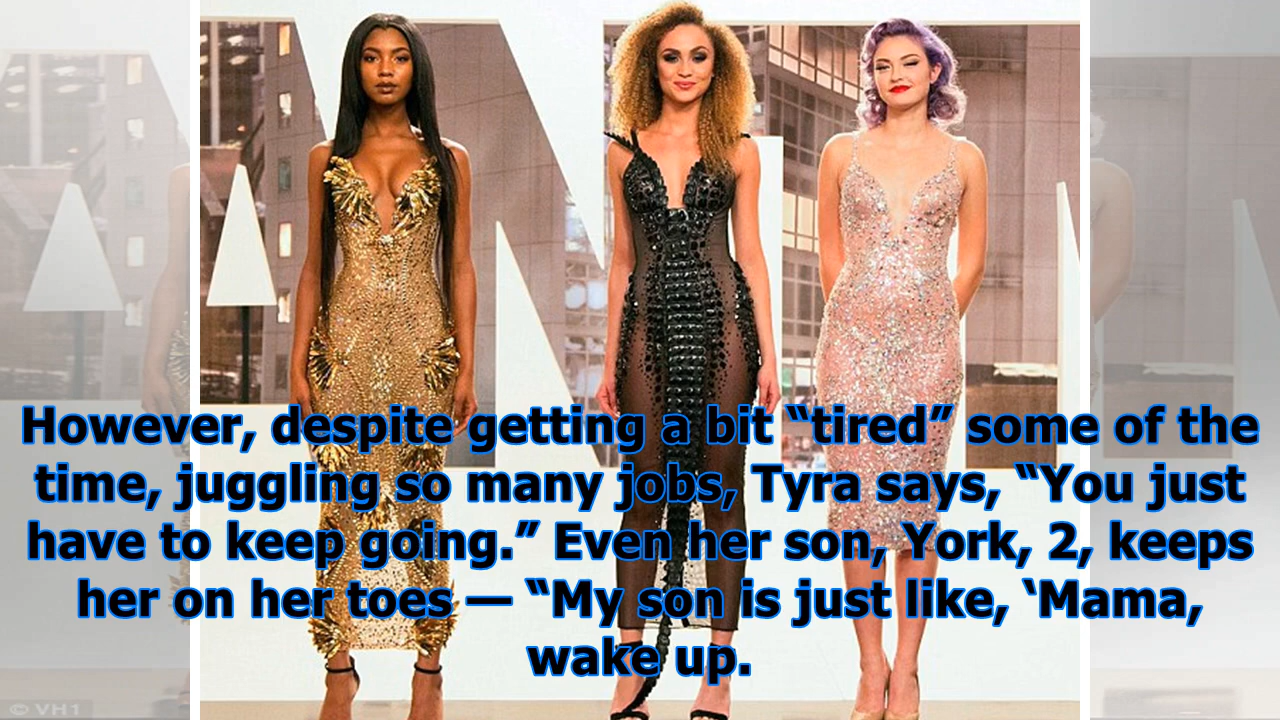 However, despite getting a bit “tired” some of the
time, juggling so many jobs, Tyra says, “You just
have to keep going.” Even her son, York, 2, keeps
her on her toes — “My son is just like, ‘Mama,
wake up.
© VH1